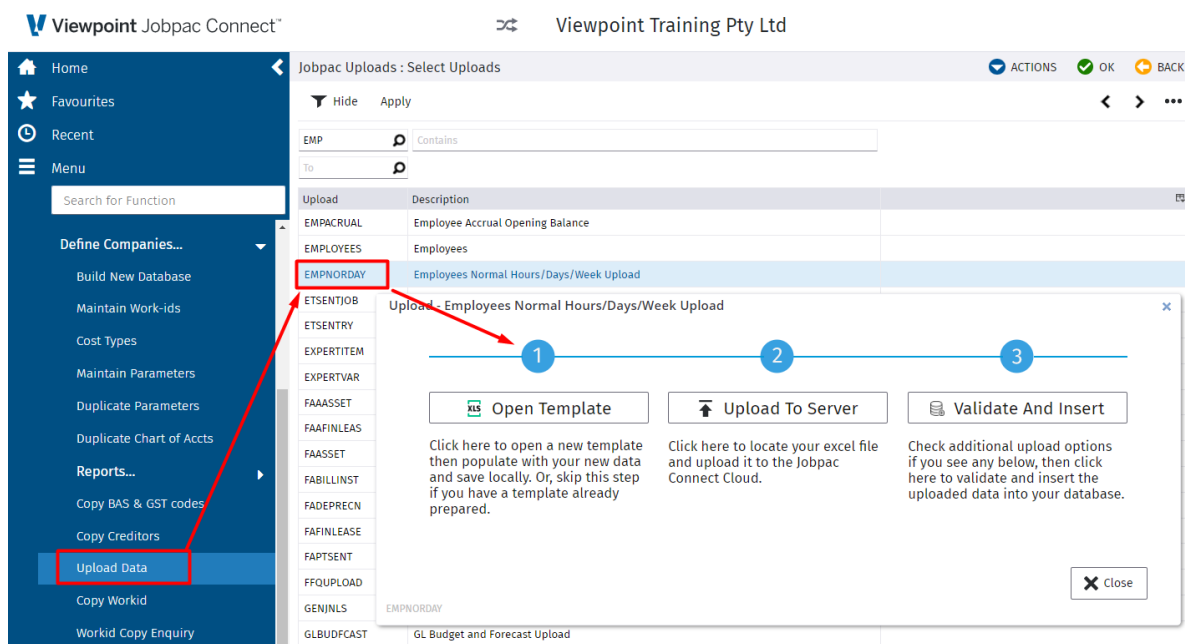 Viewpoint Jobpac Connect™
Viewpoint Training Pty Ltd
Home
Favourites
Recent
Menu
Search for Function
Define Companies...
Build New Database
Maintain Work-ids
Cost Types
Maintain Parameters
Duplicate Parameters
Duplicate Chart of Accts
Reports...
Copy BAS & GST codes
Copy Creditors
Upload Data
Copy Workid
Workid Copy Enquiry
Jobpac Uploads : Select Uploads
ACTIONS OK BACK
Hide Apply
EMP Contains
To
Upload Description
EMPACRUAL Employee Accrual Opening Balance
EMPLOYEES Employees
EMPNORDAY Employees Normal Hours/Days/Week Upload
ETSENTJOB
ETSENTRY
EXPERTITEM
EXPERTVAR
FAAASSET
FAAFINLEAS
FAASSET
FABILLINST
FADEPRECN
FAFINLEASE
FAPTSENT
FFQUPLOAD
GENJNLS
GLBUDFCAST GL Budget and Forecast Upload
Upload - Employees Normal Hours/Days/Week Upload
1 2 3
XLS Open Template
Click here to open a new template
then populate with your new data
and save locally. Or, skip this step
if you have a template already
prepared.
Upload To Server
Click here to locate your excel file
and upload it to the Jobpac
Connect Cloud.
Validate And Insert
Check additional upload options
if you see any below, then click
here to validate and insert the
uploaded data into your database.
Close
EMPNORDAY